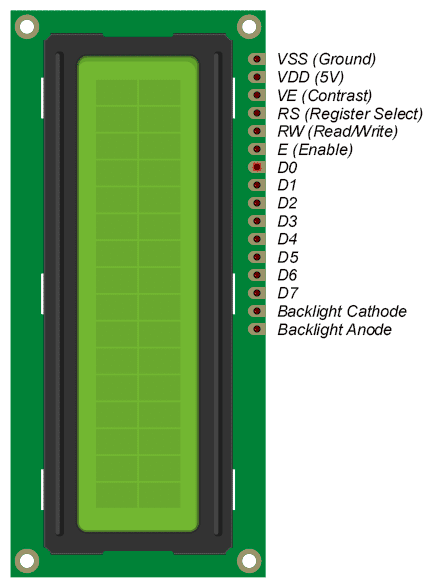 VSS (Ground)
VDD (5V)
VE (Contrast)
RS (Register Select)
RW (Read/Write)
E (Enable)
D0
D1
D2
D3
D4
D5
D6
D7
Backlight Cathode
Backlight Anode